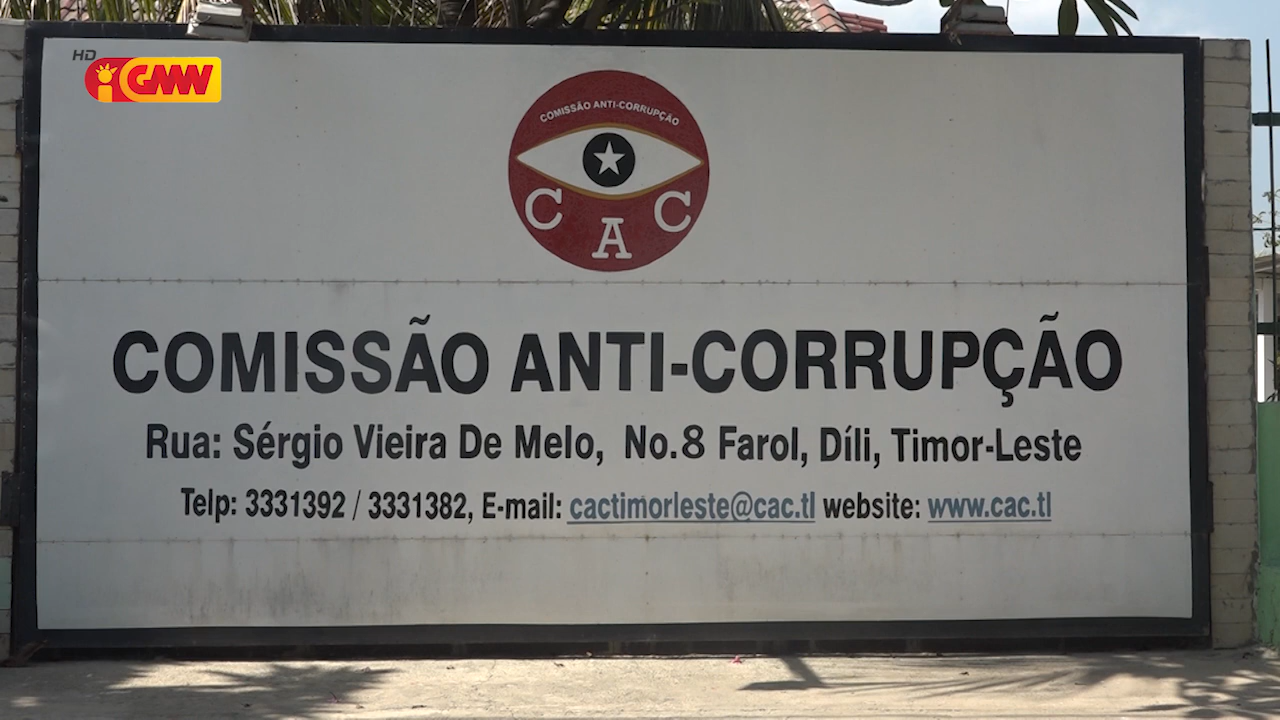 HD
GMN
COMISSÃO ANTI-CORRUPÇÃO
C A C
COMISSÃO ANTI-CORRUPÇÃO
Rua: Sérgio Vieira De Melo, No.8 Farol, Díli, Timor-Leste
Telp: 3331392 / 3331382, E-mail: cactimorleste@cac.tl website: www.cac.tl